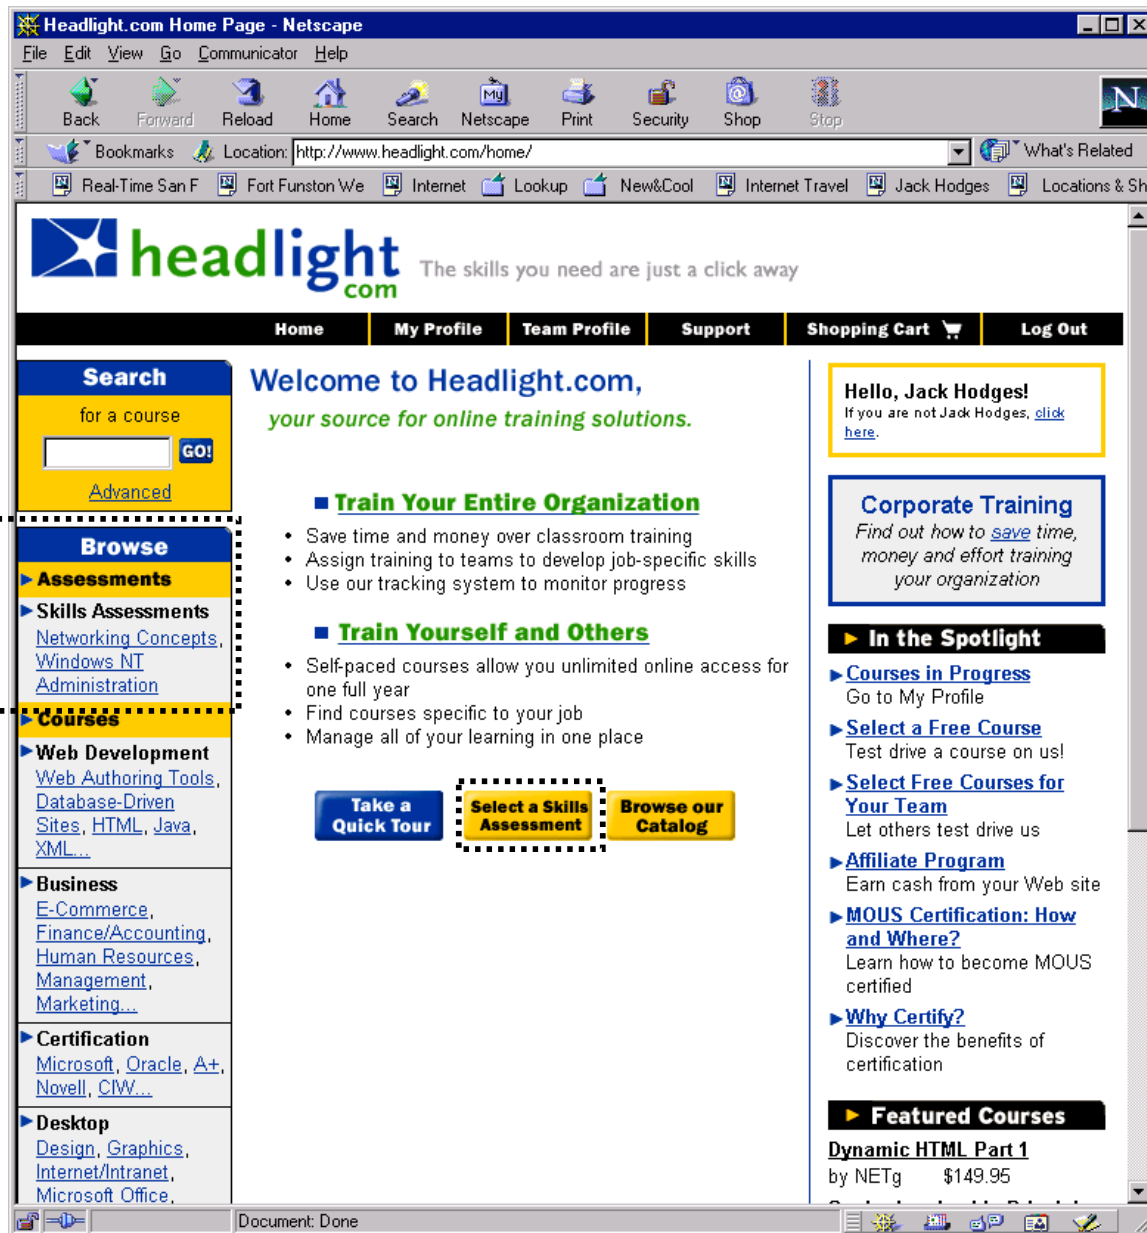 Headlight.com Home Page - Netscape
File Edit View Go Communicator Help
Back Forward Reload Home Search Netscape Print Security Shop Stop
My
N
Bookmarks Location: http://www.headlight.com/home/ What's Related
Real-Time San F Fort Funston We Internet Lookup New&Cool Internet Travel Jack Hodges Locations & Sh
headlight
com
The skills you need are just a click away
Home My Profile Team Profile Support Shopping Cart Log Out
Search
for a course
GO!
Advanced
Browse
Assessments
Skills Assessments
Networking Concepts,
Windows NT
Administration
Courses
Web Development
Web Authoring Tools,
Database-Driven
Sites, HTML, Java,
XML...
Business
E-Commerce,
Finance/Accounting,
Human Resources,
Management,
Marketing...
Certification
Microsoft, Oracle, A+,
Novell, CIW...
Desktop
Design, Graphics,
Internet/Intranet,
Microsoft Office,
Welcome to Headlight.com,
your source for online training solutions.
Train Your Entire Organization
• Save time and money over classroom training
• Assign training to teams to develop job-specific skills
• Use our tracking system to monitor progress
Train Yourself and Others
• Self-paced courses allow you unlimited online access for
one full year
• Find courses specific to your job
• Manage all of your learning in one place
Take a
Quick Tour
Select a Skills
Assessment
Browse our
Catalog
Hello, Jack Hodges!
If you are not Jack Hodges, click
here.
Corporate Training
Find out how to save time,
money and effort training
your organization
In the Spotlight
Courses in Progress
Go to My Profile
Select a Free Course
Test drive a course on us!
Select Free Courses for
Your Team
Let others test drive us
Affiliate Program
Earn cash from your Web site
MOUS Certification: How
and Where?
Learn how to become MOUS
certified
Why Certify?
Discover the benefits of
certification
Featured Courses
Dynamic HTML Part 1
by NETg $149.95
Document: Done